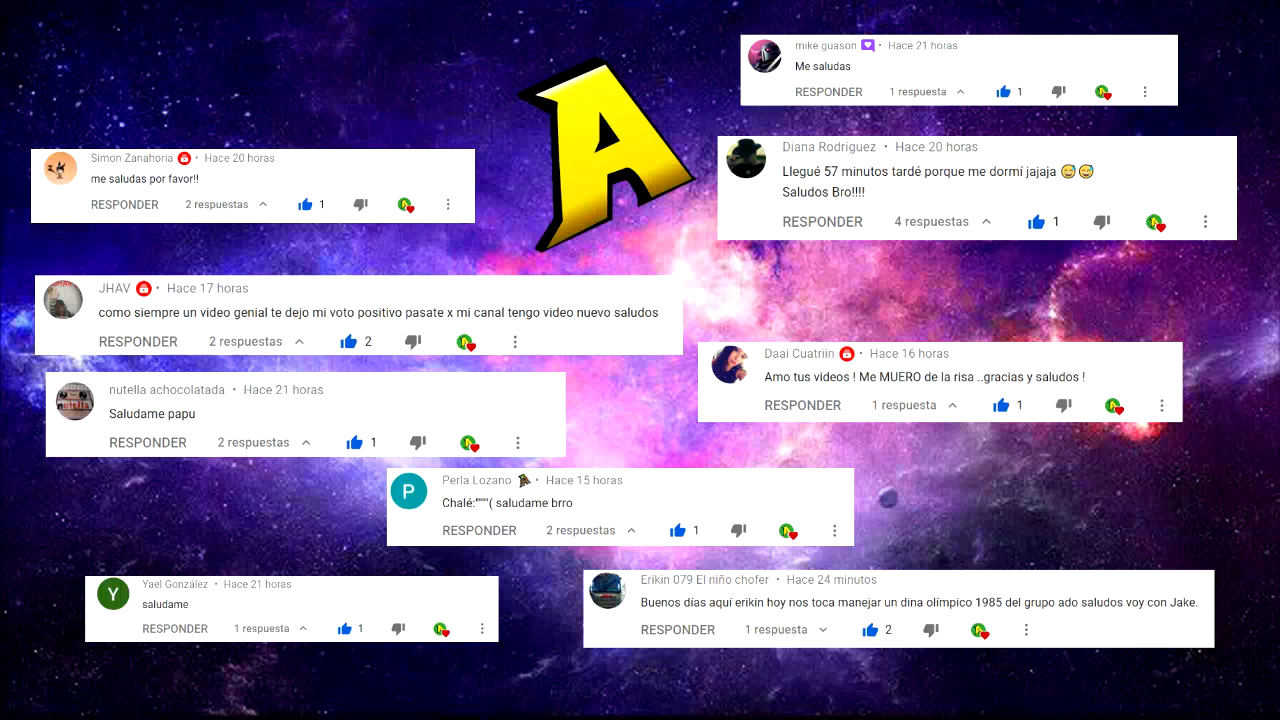 A
mike guason • Hace 21 horas
Me saludas
RESPONDER 1 respuesta 1
Simon Zanahoria • Hace 20 horas
me saludas por favor!!
RESPONDER 2 respuestas 1
Diana Rodríguez • Hace 20 horas
Llegué 57 minutos tardé porque me dormí jajaja 😅😅
Saludos Bro!!!!
RESPONDER 4 respuestas 1
JHAV • Hace 17 horas
como siempre un video genial te dejo mi voto positivo pasate x mi canal tengo video nuevo saludos
RESPONDER 2 respuestas 2
Daai Cuatriin • Hace 16 horas
Amo tus videos ! Me MUERO de la risa ..gracias y saludos !
RESPONDER 1 respuesta 1
nutella achocolatada • Hace 21 horas
Saludame papu
RESPONDER 2 respuestas 1
P
Perla Lozano • Hace 15 horas
Chalé:""""( saludame brro
RESPONDER 2 respuestas 1
Y
Yael González • Hace 21 horas
saludame
RESPONDER 1 respuesta 1
Erikin 079 El niño chofer • Hace 24 minutos
Buenos días aquí erikin hoy nos toca manejar un dina olímpico 1985 del grupo ado saludos voy con Jake.
RESPONDER 1 respuesta 2